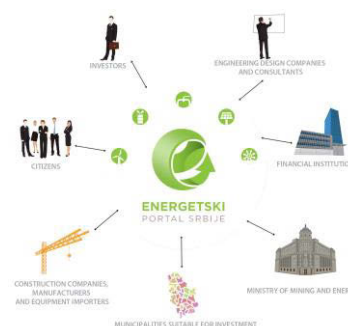 INVESTORS
ENGINEERING DESIGN COMPANIES
AND CONSULTANTS
CITIZENS
FINANCIAL INSTITUTIO
ENERGETSKI
PORTAL SRBIJE
CONSTRUCTION COMPANIES,
MANUFACTURERS
AND EQUIPMENT IMPORTERS
MINISTRY OF MINING AND ENER
MUNICIPALITIES SUITABLE FOR INVESTMENT